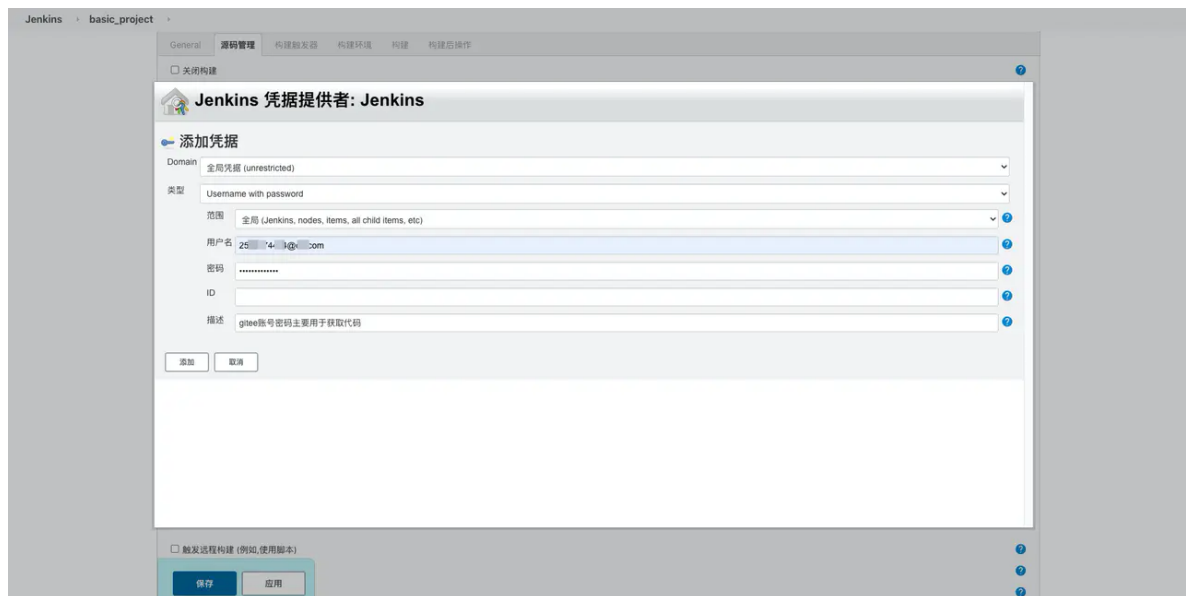 Jenkins › basic_project ›
General 源码管理 构建触发器 构建环境 构建 构建后操作
关闭构建
Jenkins 凭据提供者: Jenkins
添加凭据
Domain 全局凭据 (unrestricted)
类型 Username with password
范围 全局 (Jenkins, nodes, items, all child items, etc)
用户名
密码 •••••••••••••
ID
描述 gitee账号密码主要用于获取代码
添加 取消
触发远程构建 (例如,使用脚本)
保存 应用